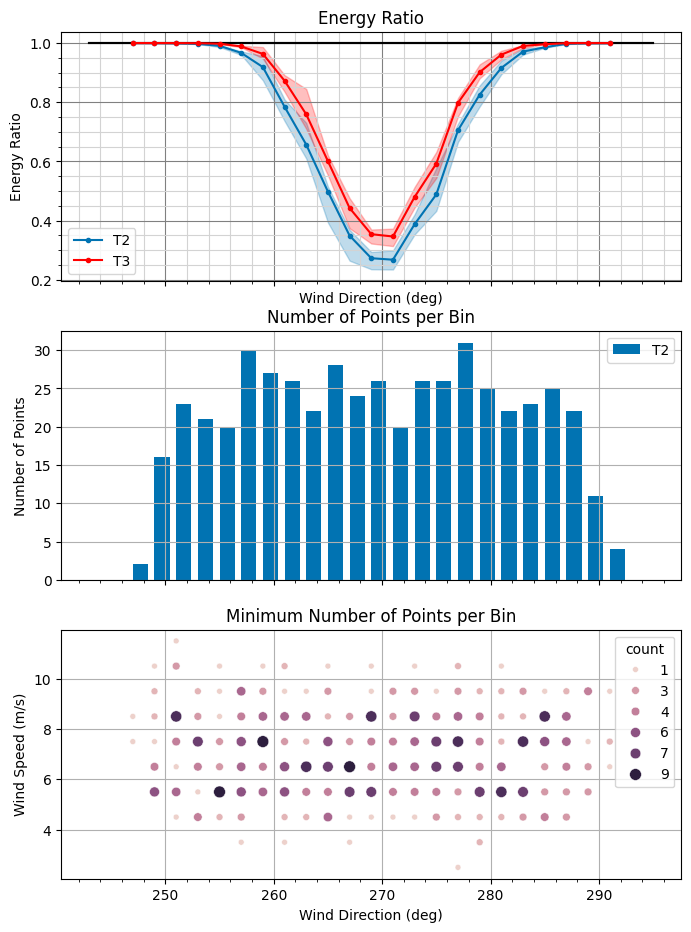 Energy Ratio
1.0
0.8
0.6
0.4
0.2
Energy Ratio
T2
T3
Wind Direction (deg)
Number of Points per Bin
30
25
20
15
10
5
0
Number of Points
T2
Minimum Number of Points per Bin
10
8
6
4
Wind Speed (m/s)
count
1
3
4
6
7
9
250 260 270 280 290
Wind Direction (deg)